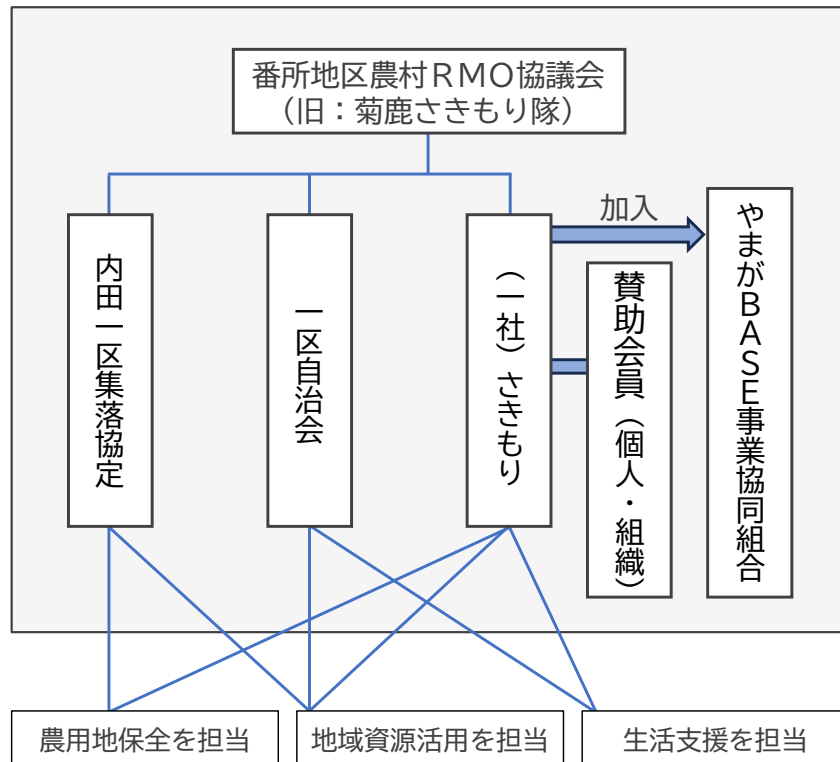 番所地区農村ＲＭＯ協議会
（旧：菊鹿さきもり隊）
内田一区集落協定
一区自治会
（一社）さきもり
加入
賛助会員（個人・組織）
やまがＢＡＳＥ事業協同組合
農用地保全を担当
地域資源活用を担当
生活支援を担当